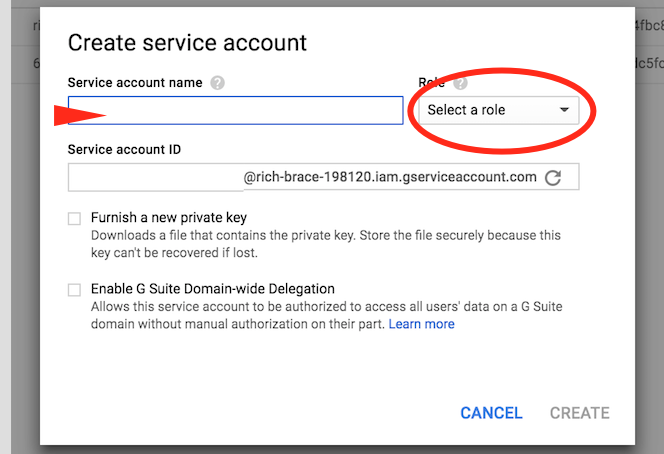 Create service account
Service account name Role
Select a role
Service account ID
@rich-brace-198120.iam.gserviceaccount.com
Furnish a new private key
Downloads a file that contains the private key. Store the file securely because this
key can't be recovered if lost.
Enable G Suite Domain-wide Delegation
Allows this service account to be authorized to access all users' data on a G Suite
domain without manual authorization on their part. Learn more
CANCEL CREATE